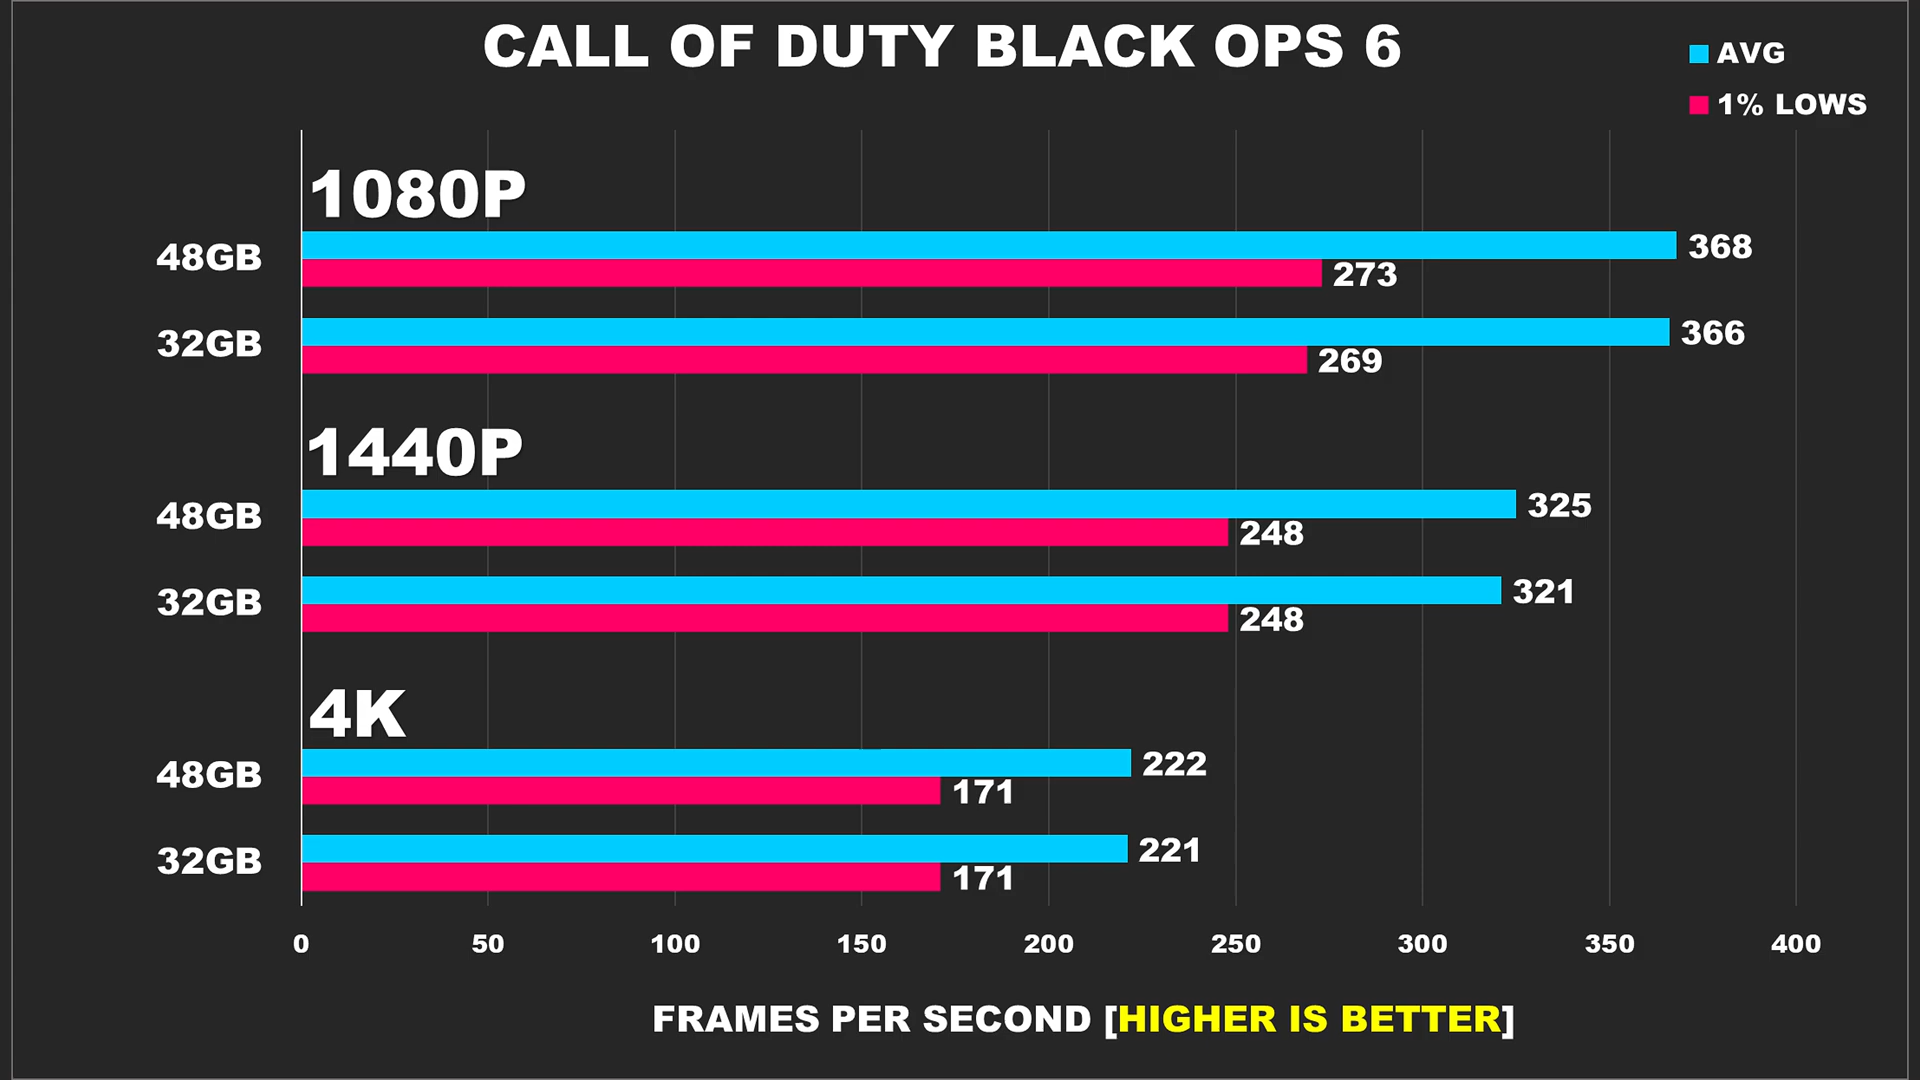 CALL OF DUTY BLACK OPS 6
AVG
1% LOWS
1080P
48GB
368
273
32GB
366
269
1440P
48GB
325
248
32GB
321
248
4K
48GB
222
171
32GB
221
171
0 50 100 150 200 250 300 350 400
FRAMES PER SECOND [HIGHER IS BETTER]